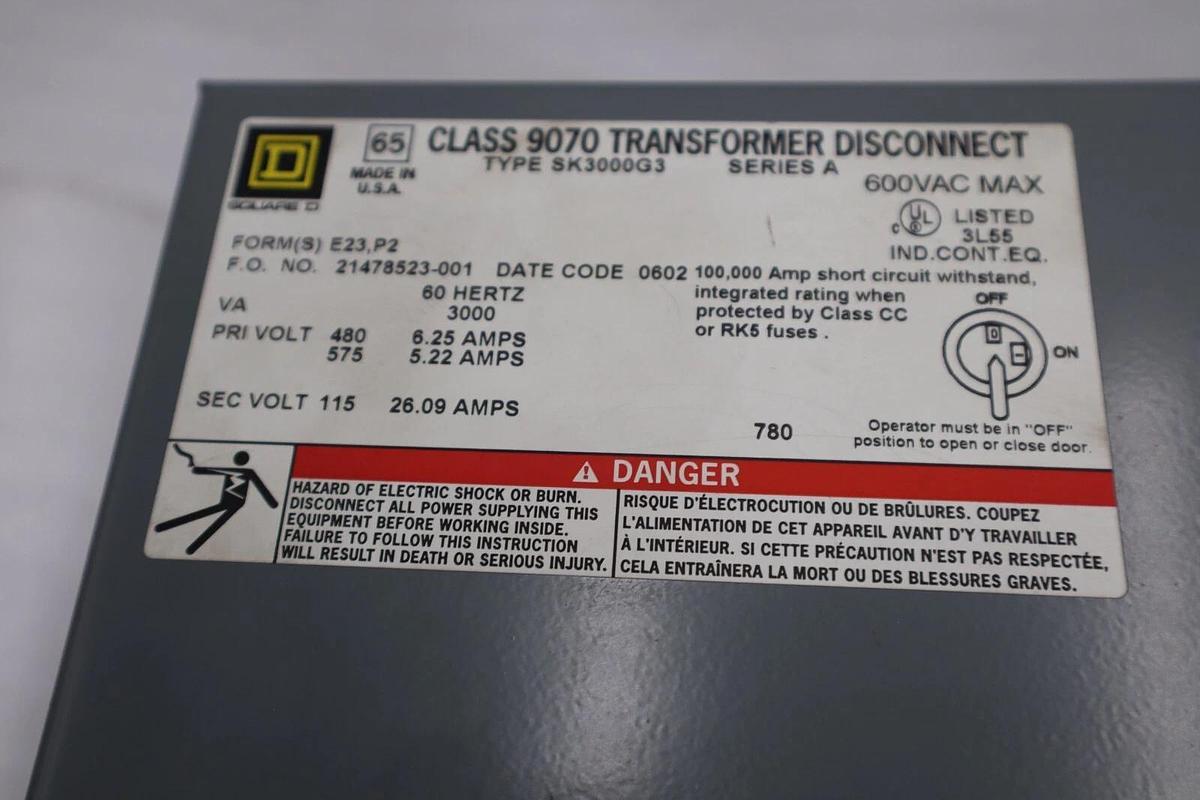 65 CLASS 9070 TRANSFORMER DISCONNECT
MADE IN U.S.A.
TYPE SK3000G3 SERIES A
600VAC MAX
D
SQUARE D
UL LISTED
3L55
IND.CONT.EQ.
FORM(S) E23,P2
F.O. NO. 21478523-001 DATE CODE 0602
100,000 Amp short circuit withstand,
integrated rating when
protected by Class CC
or RK5 fuses .
60 HERTZ
VA 3000
PRI VOLT 480 6.25 AMPS
575 5.22 AMPS
SEC VOLT 115 26.09 AMPS
OFF
D
ON
780
Operator must be in "OFF"
position to open or close door.
DANGER
HAZARD OF ELECTRIC SHOCK OR BURN.
DISCONNECT ALL POWER SUPPLYING THIS
EQUIPMENT BEFORE WORKING INSIDE.
FAILURE TO FOLLOW THIS INSTRUCTION
WILL RESULT IN DEATH OR SERIOUS INJURY.
RISQUE D'ÉLECTROCUTION OU DE BRÛLURES. COUPEZ
L'ALIMENTATION DE CET APPAREIL AVANT D'Y TRAVAILLER
À L'INTÉRIEUR. SI CETTE PRÉCAUTION N'EST PAS RESPECTÉE,
CELA ENTRAÎNERA LA MORT OU DES BLESSURES GRAVES.